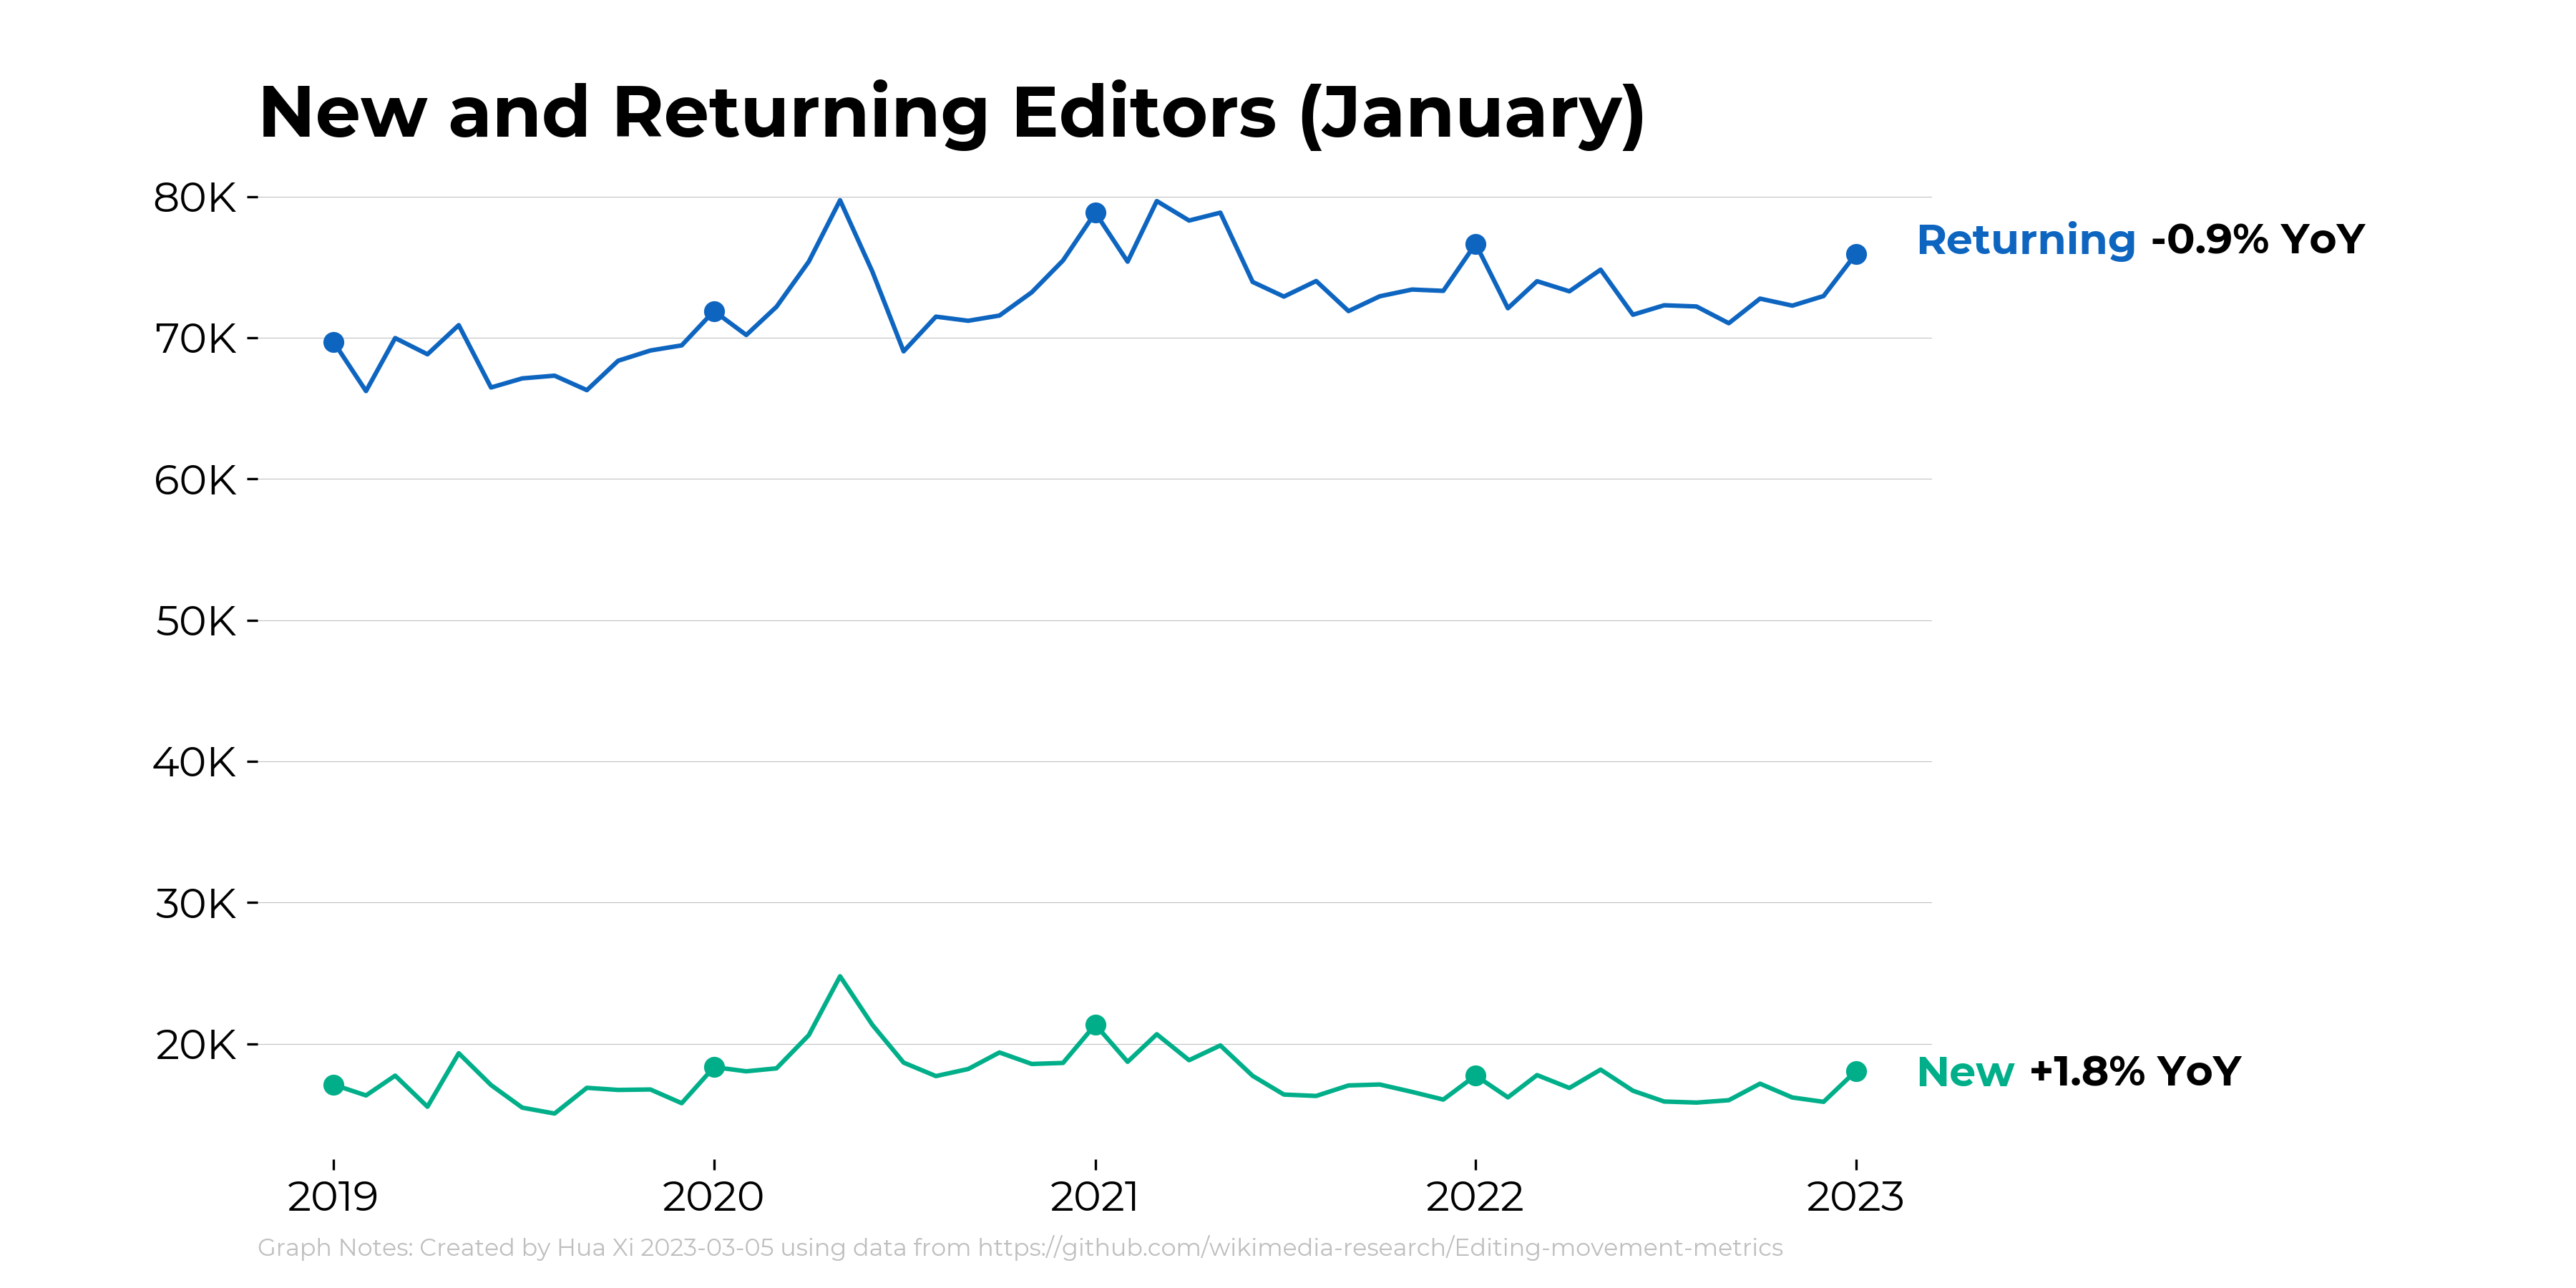 New and Returning Editors (January)
80K
Returning -0.9% YoY
70K
60K
50K
40K
30K
20K
New +1.8% YoY
2019 2020 2021 2022 2023
Graph Notes: Created by Hua Xi 2023-03-05 using data from https://github.com/wikimedia-research/Editing-movement-metrics